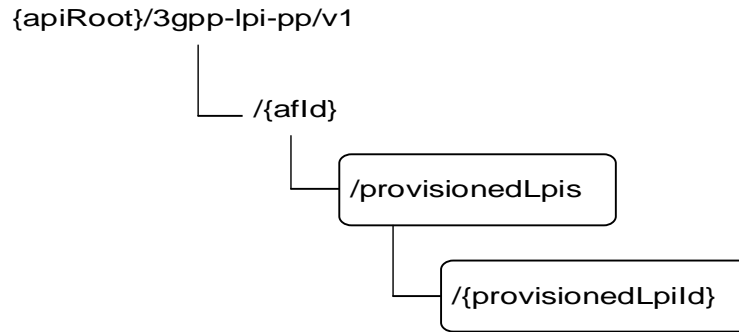 {apiRoot}/3gpp-lpi-pp/v1
/{afId}
/provisionedLpis
/{provisionedLpiId}